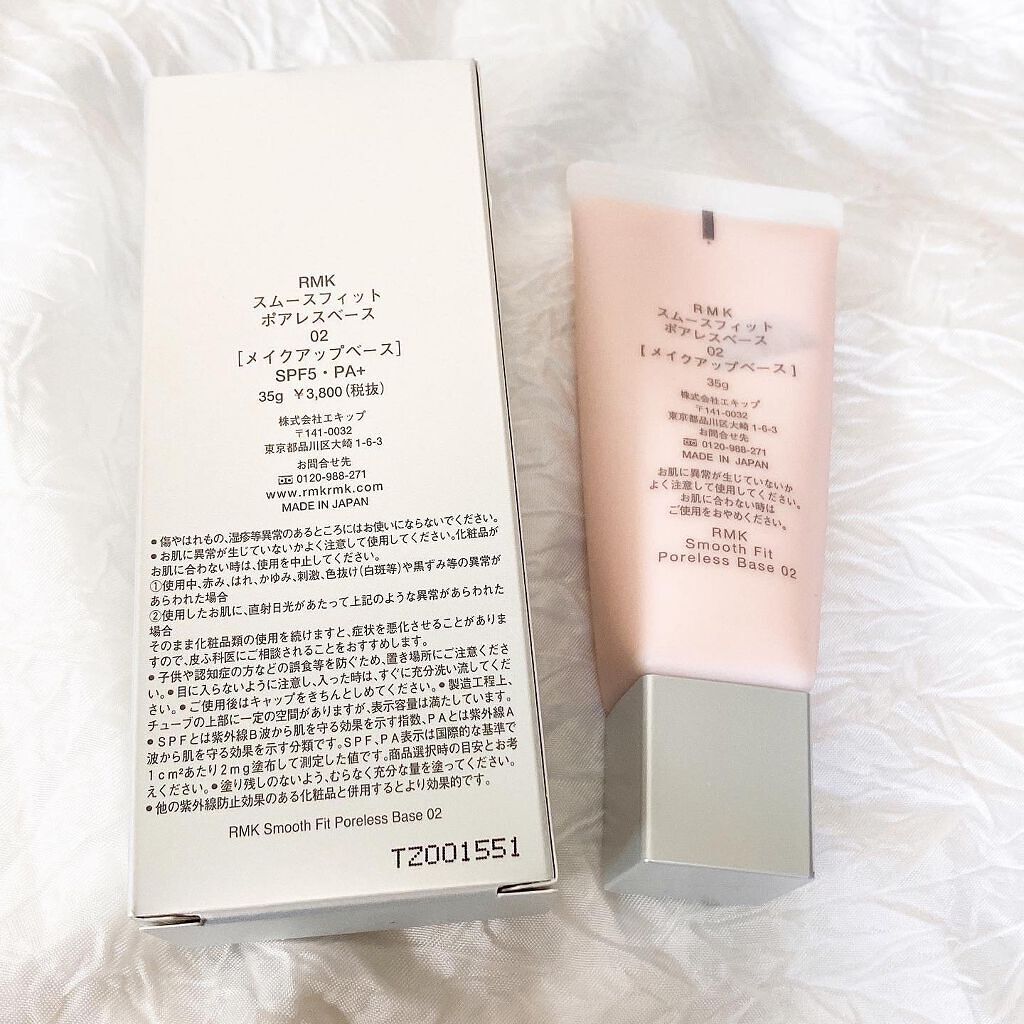 RMK
スムースフィット
ポアレスベース
02
［メイクアップベース］
SPF5・PA+
35g ￥3,800（税抜）
株式会社エキップ
〒141-0032
東京都品川区大崎1-6-3
お問合せ先
0120-988-271
www.rmkrmk.com
MADE IN JAPAN
●傷やはれもの、湿疹等異常のあるところにはお使いにならないでください。
●お肌に異常が生じていないかよく注意して使用してください。化粧品が
お肌に合わない時は、使用を中止してください。
①使用中、赤み、はれ、かゆみ、刺激、色抜け（白斑等）や黒ずみ等の異常が
あらわれた場合
②使用したお肌に、直射日光があたって上記のような異常があらわれた
場合
そのまま化粧品類の使用を続けますと、症状を悪化させることがありま
すので、皮ふ科医にご相談されることをおすすめします。
●子供や認知症の方などの誤食等を防ぐため、置き場所にご注意くださ
い。●目に入らないように注意し、入った時は、すぐに充分洗い流してくだ
さい。●ご使用後はキャップをきちんとしめてください。●製造工程上、
チューブの上部に一定の空間がありますが、表示容量は満たしています。
●SPFとは紫外線B波から肌を守る効果を示す指数、PAとは紫外線A
波から肌を守る効果を示す分類です。SPF、PA表示は国際的な基準で
1cm²あたり2mg塗布して測定した値です。商品選択時の目安とお考
えください。●塗り残しのないよう、むらなく充分な量を塗ってください。
●他の紫外線防止効果のある化粧品と併用するとより効果的です。
RMK Smooth Fit Poreless Base 02
TZ001551
RMK
スムースフィット
ポアレスベース
02
［メイクアップベース］
35g
株式会社エキップ
〒141-0032
東京都品川区大崎1-6-3
お問合せ先
0120-988-271
MADE IN JAPAN
お肌に異常が生じていないか
よく注意して使用してください。
お肌に合わない時は
ご使用をおやめください。
RMK
Smooth Fit
Poreless Base 02